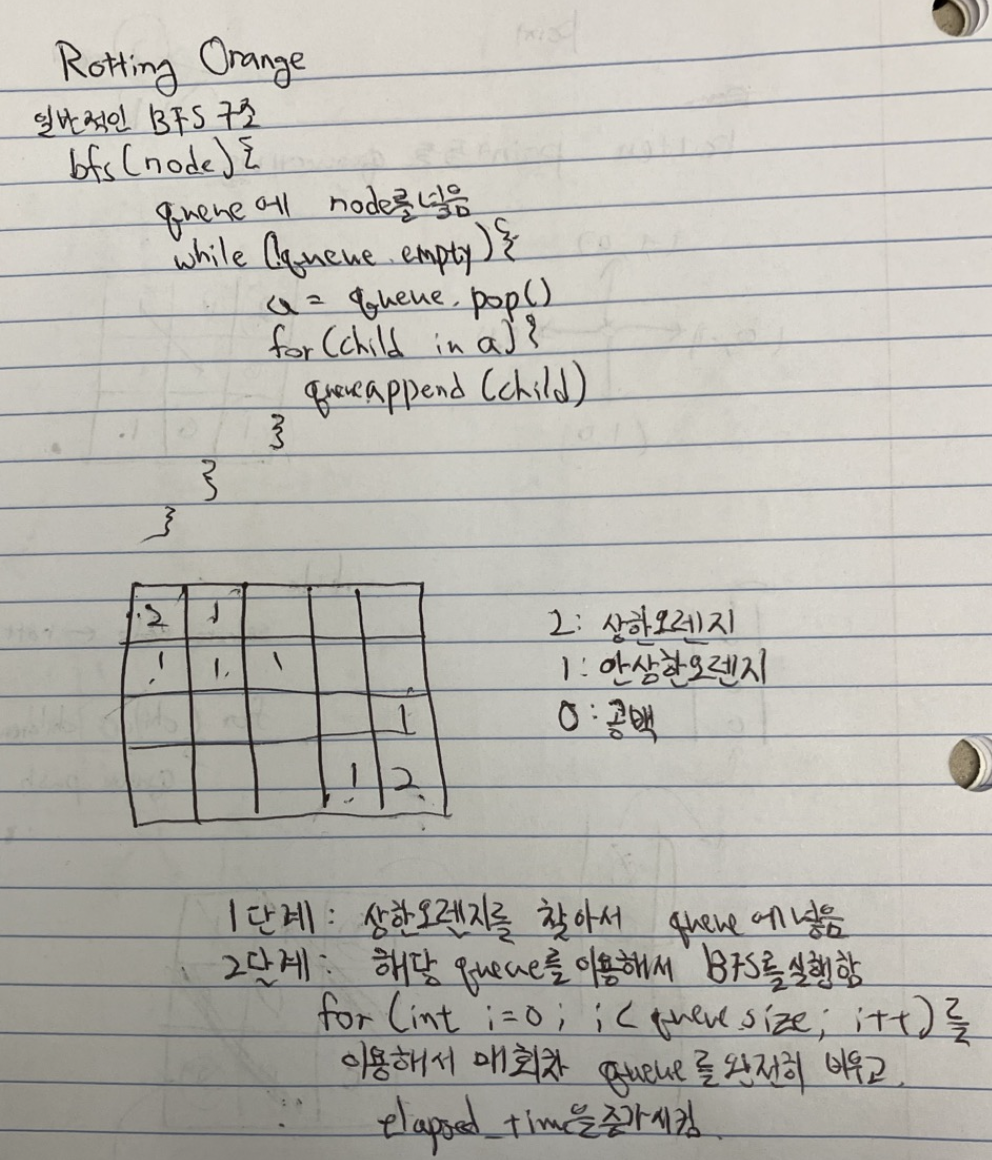 Rotting Orange
일반적인 BFS 구조
bfs(node){
queue에 node를 넣음
while (!queue.empty){
a = queue.pop()
for(child in a){
queue append (child)
}
}
}
2 1
1 1 1
1
1 2
2: 상한오렌지
1: 안상한오렌지
0: 공백
1단계: 상한오렌지를 찾아서 queue에 넣음
2단계: 해당 queue를 이용해서 BFS를 실행함
for (int i=0; i< queue.size; i++)를
이용해서 매회차 queue를 완전히 비우고.
elapsed_time을 증가시킴.